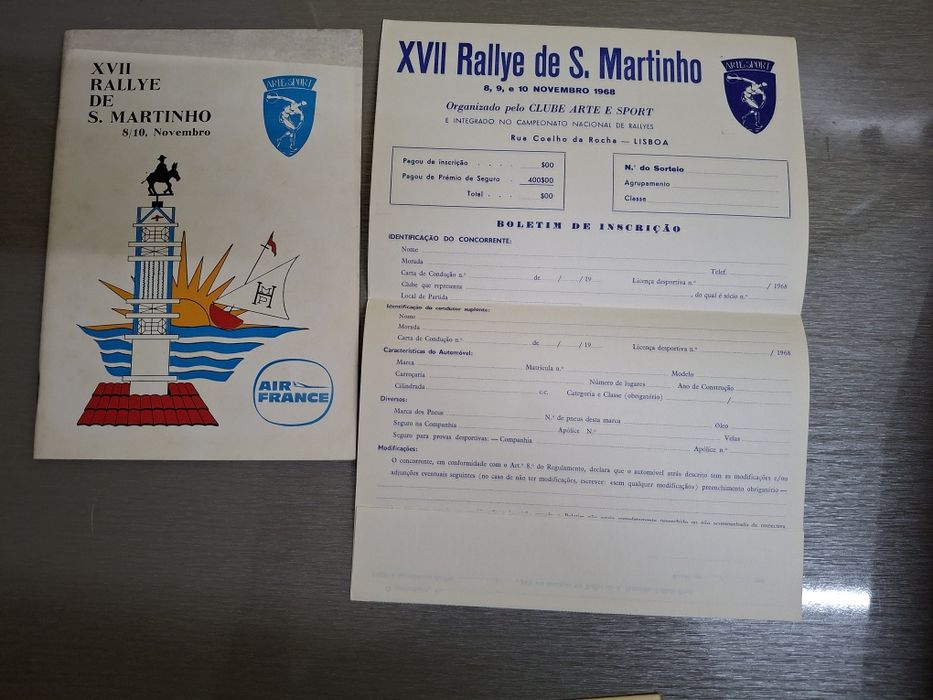 XVII
RALLYE
DE
S. MARTINHO
8/10. Novembro
ARTE SPORT
AIR
FRANCE
XVII Rallye de S. Martinho
8, 9, e 10 NOVEMBRO 1968
Organizado pelo CLUBE ARTE E SPORT
E INTEGRADO NO CAMPEONATO NACIONAL DE RALLYES
Rua Coelho da Rocha — LISBOA
ARTE SPORT
Pagou de inscrição . . . . $00
Pagou de Prémio de Seguro . 400$00
Total . . $00
N.º do Sorteio
Agrupamento
Classe
BOLETIM DE INSCRIÇÃO
IDENTIFICAÇÃO DO CONCORRENTE:
Nome
Morada Telef.
Carta de Condução n.º de / / 19 Licença desportiva n.º / 1968
Clube que representa , do qual é sócio n.º
Local de Partida
Identificação do condutor suplente:
Nome
Morada
Carta de Condução n.º de / / 19 Licença desportiva n.º / 1968
Características do Automóvel:
Marca Matrícula n.º Modelo
Carroçaria Número de lugares Ano de Construção
Cilindrada c.c. Categoria e Classe (obrigatório) /
Diversos:
Marca dos Pneus N.º de pneus desta marca Oleo
Seguro na Companhia Apólice N.º Velas
Seguro para provas desportivas: — Companhia Apólice n.º
Modificações:
O concorrente, em conformidade com o Art.º 8.º do Regulamento, declara que o automóvel atrás descrito tem as modificações e/ou
adjunções eventuais seguintes (no caso de não ter modificações, escrever: «sem qualquer modificação») preenchimento obrigatório—